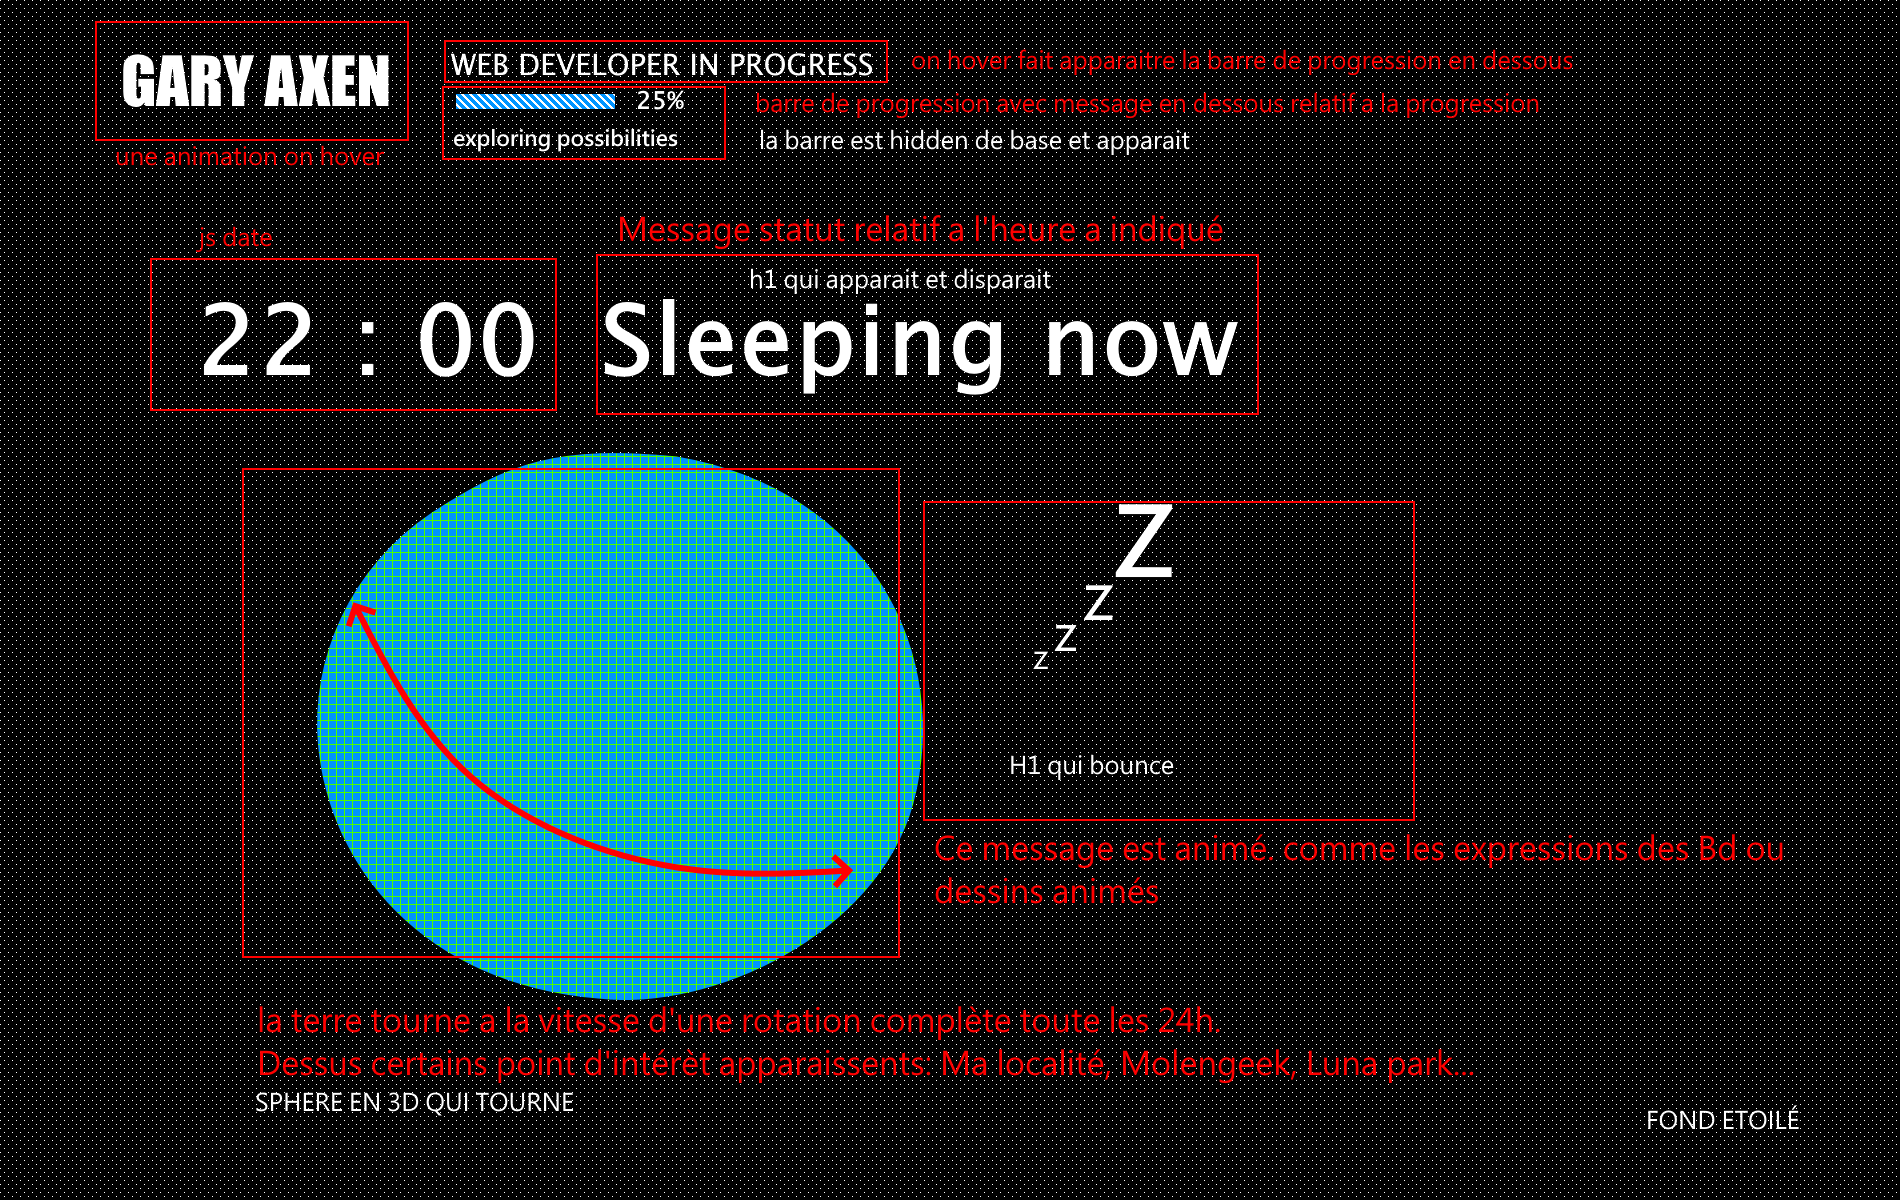 GARY AXEN
WEB DEVELOPER IN PROGRESS
on hover fait apparaitre la barre de progression en dessous
25%
barre de progression avec message en dessous relatif a la progression
exploring possibilities
la barre est hidden de base et apparait
une animation on hover
js date
Message statut relatif a l'heure a indiqué
h1 qui apparait et disparait
22 : 00
Sleeping now
Z
z
z
z
H1 qui bounce
Ce message est animé. comme les expressions des Bd ou
dessins animés
la terre tourne a la vitesse d'une rotation complète toute les 24h.
Dessus certains point d'intérèt apparaissents: Ma localité, Molengeek, Luna park...
SPHERE EN 3D QUI TOURNE
FOND ETOILÉ